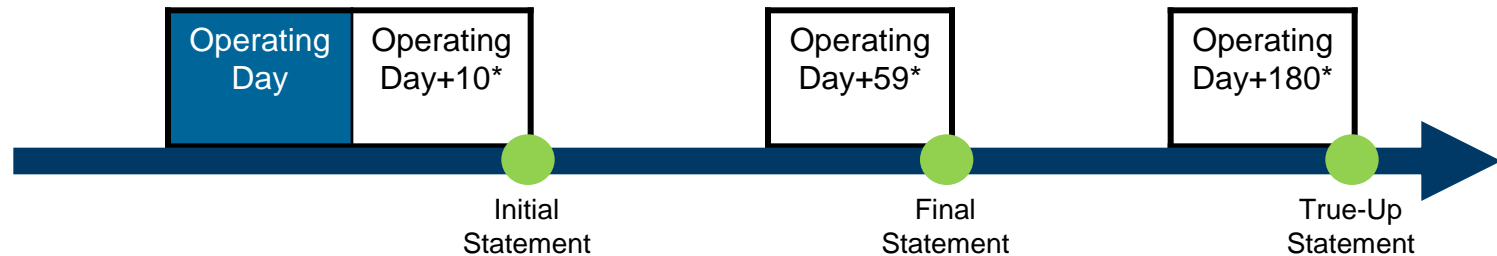 Operating
Day
Operating
Day+10*
Operating
Day+59*
Operating
Day+180*
Initial
Statement
Final
Statement
True-Up
Statement